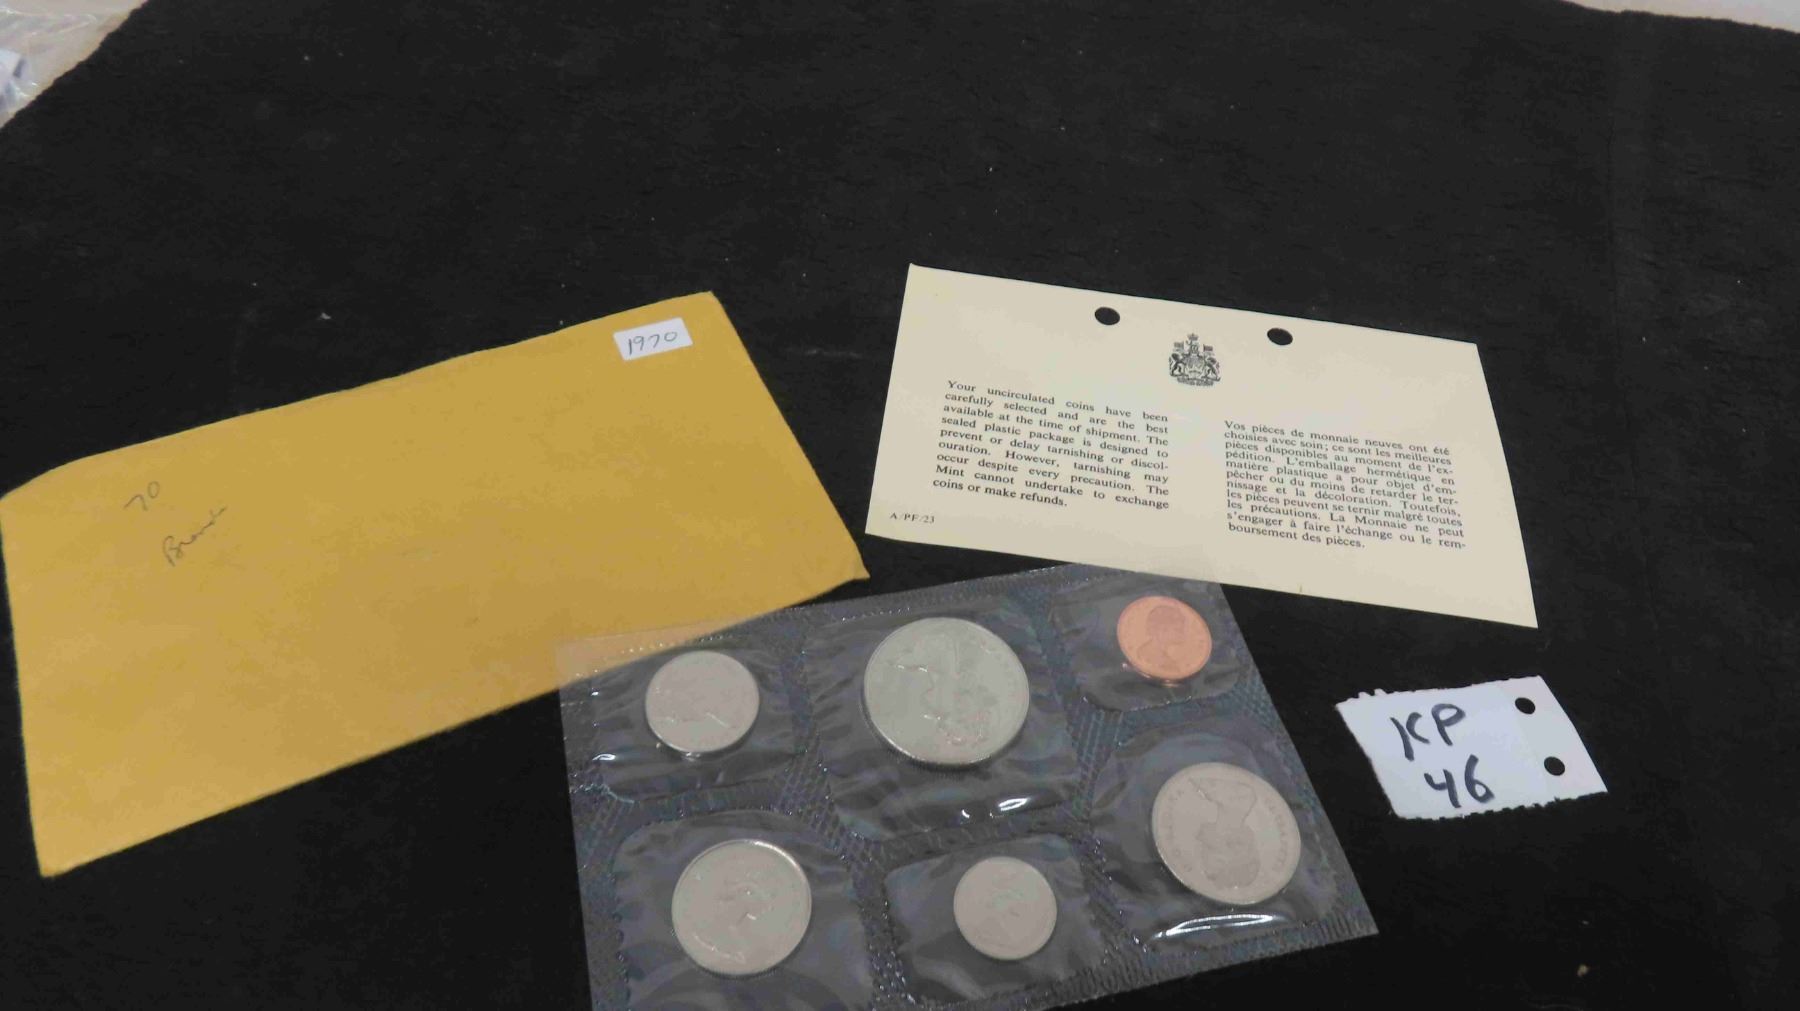 1970
70
Your uncirculated coins have been
carefully selected and are the best
available at the time of shipment. The
sealed plastic package is designed to
prevent or delay tarnishing or discol-
ouration. However, tarnishing may
occur despite every precaution. The
Mint cannot undertake to exchange
coins or make refunds.
A/PF/23
Vos pièces de monnaie neuves ont été
choisies avec soin; ce sont les meilleures
pièces disponibles au moment de l'ex-
pédition. L'emballage hermétique en
matière plastique a pour objet d'em-
pêcher ou du moins de retarder le ter-
nissage et la décoloration. Toutefois,
les pièces peuvent se ternir malgré toutes
les précautions. La Monnaie ne peut
s'engager à faire l'échange ou le rem-
boursement des pièces.
KP
46